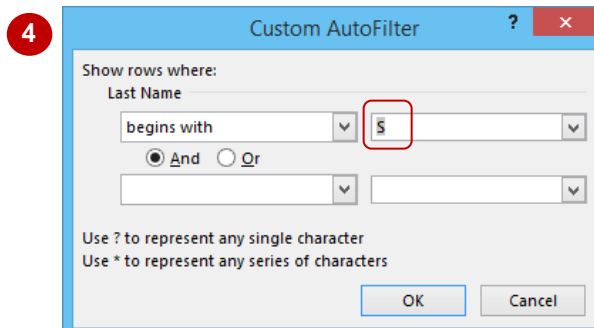 4
Custom AutoFilter ? ×
Show rows where:
Last Name
begins with S
And Or
Use ? to represent any single character
Use * to represent any series of characters
OK Cancel